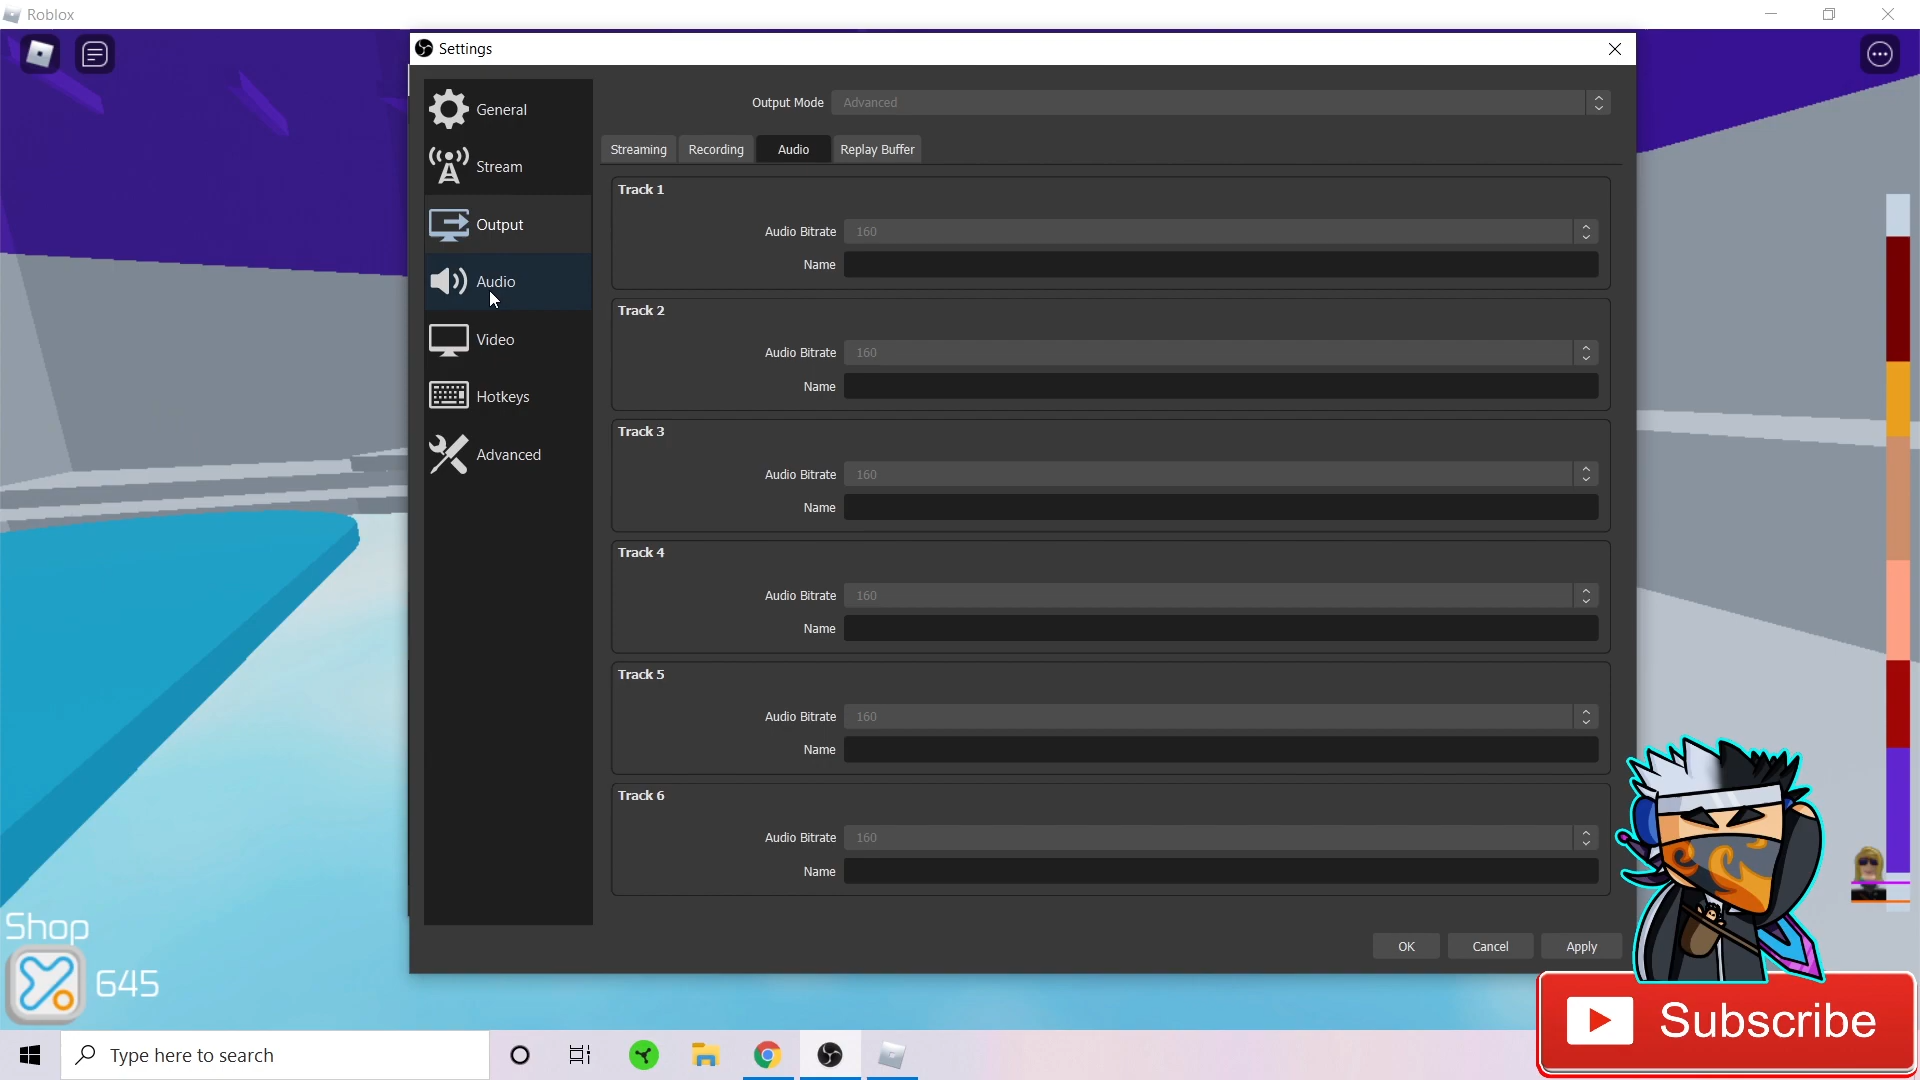 Roblox
Settings
General
Stream
Output
Audio
Video
Hotkeys
Advanced
Output Mode Advanced
Streaming Recording Audio Replay Buffer
Track 1
Audio Bitrate 160
Name
Track 2
Audio Bitrate 160
Name
Track 3
Audio Bitrate 160
Name
Track 4
Audio Bitrate 160
Name
Track 5
Audio Bitrate 160
Name
Track 6
Audio Bitrate 160
Name
OK Cancel Apply
Shop
645
Subscribe
Type here to search